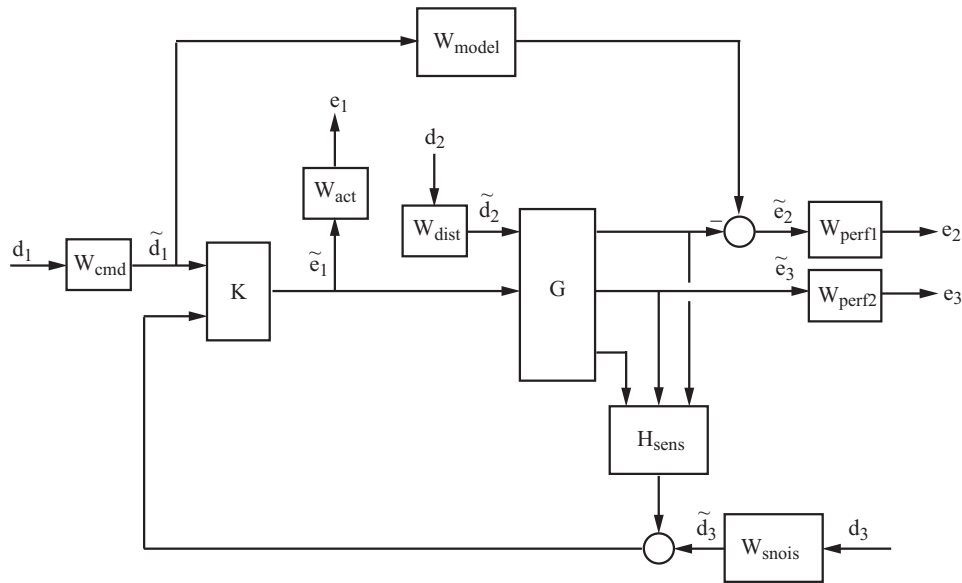 W_model
e_1
d_2
W_act
W_dist
d̃_2
−
ẽ_2
W_perf1
e_2
d_1
W_cmd
d̃_1
K
ẽ_1
G
ẽ_3
W_perf2
e_3
H_sens
d̃_3
W_snois
d_3